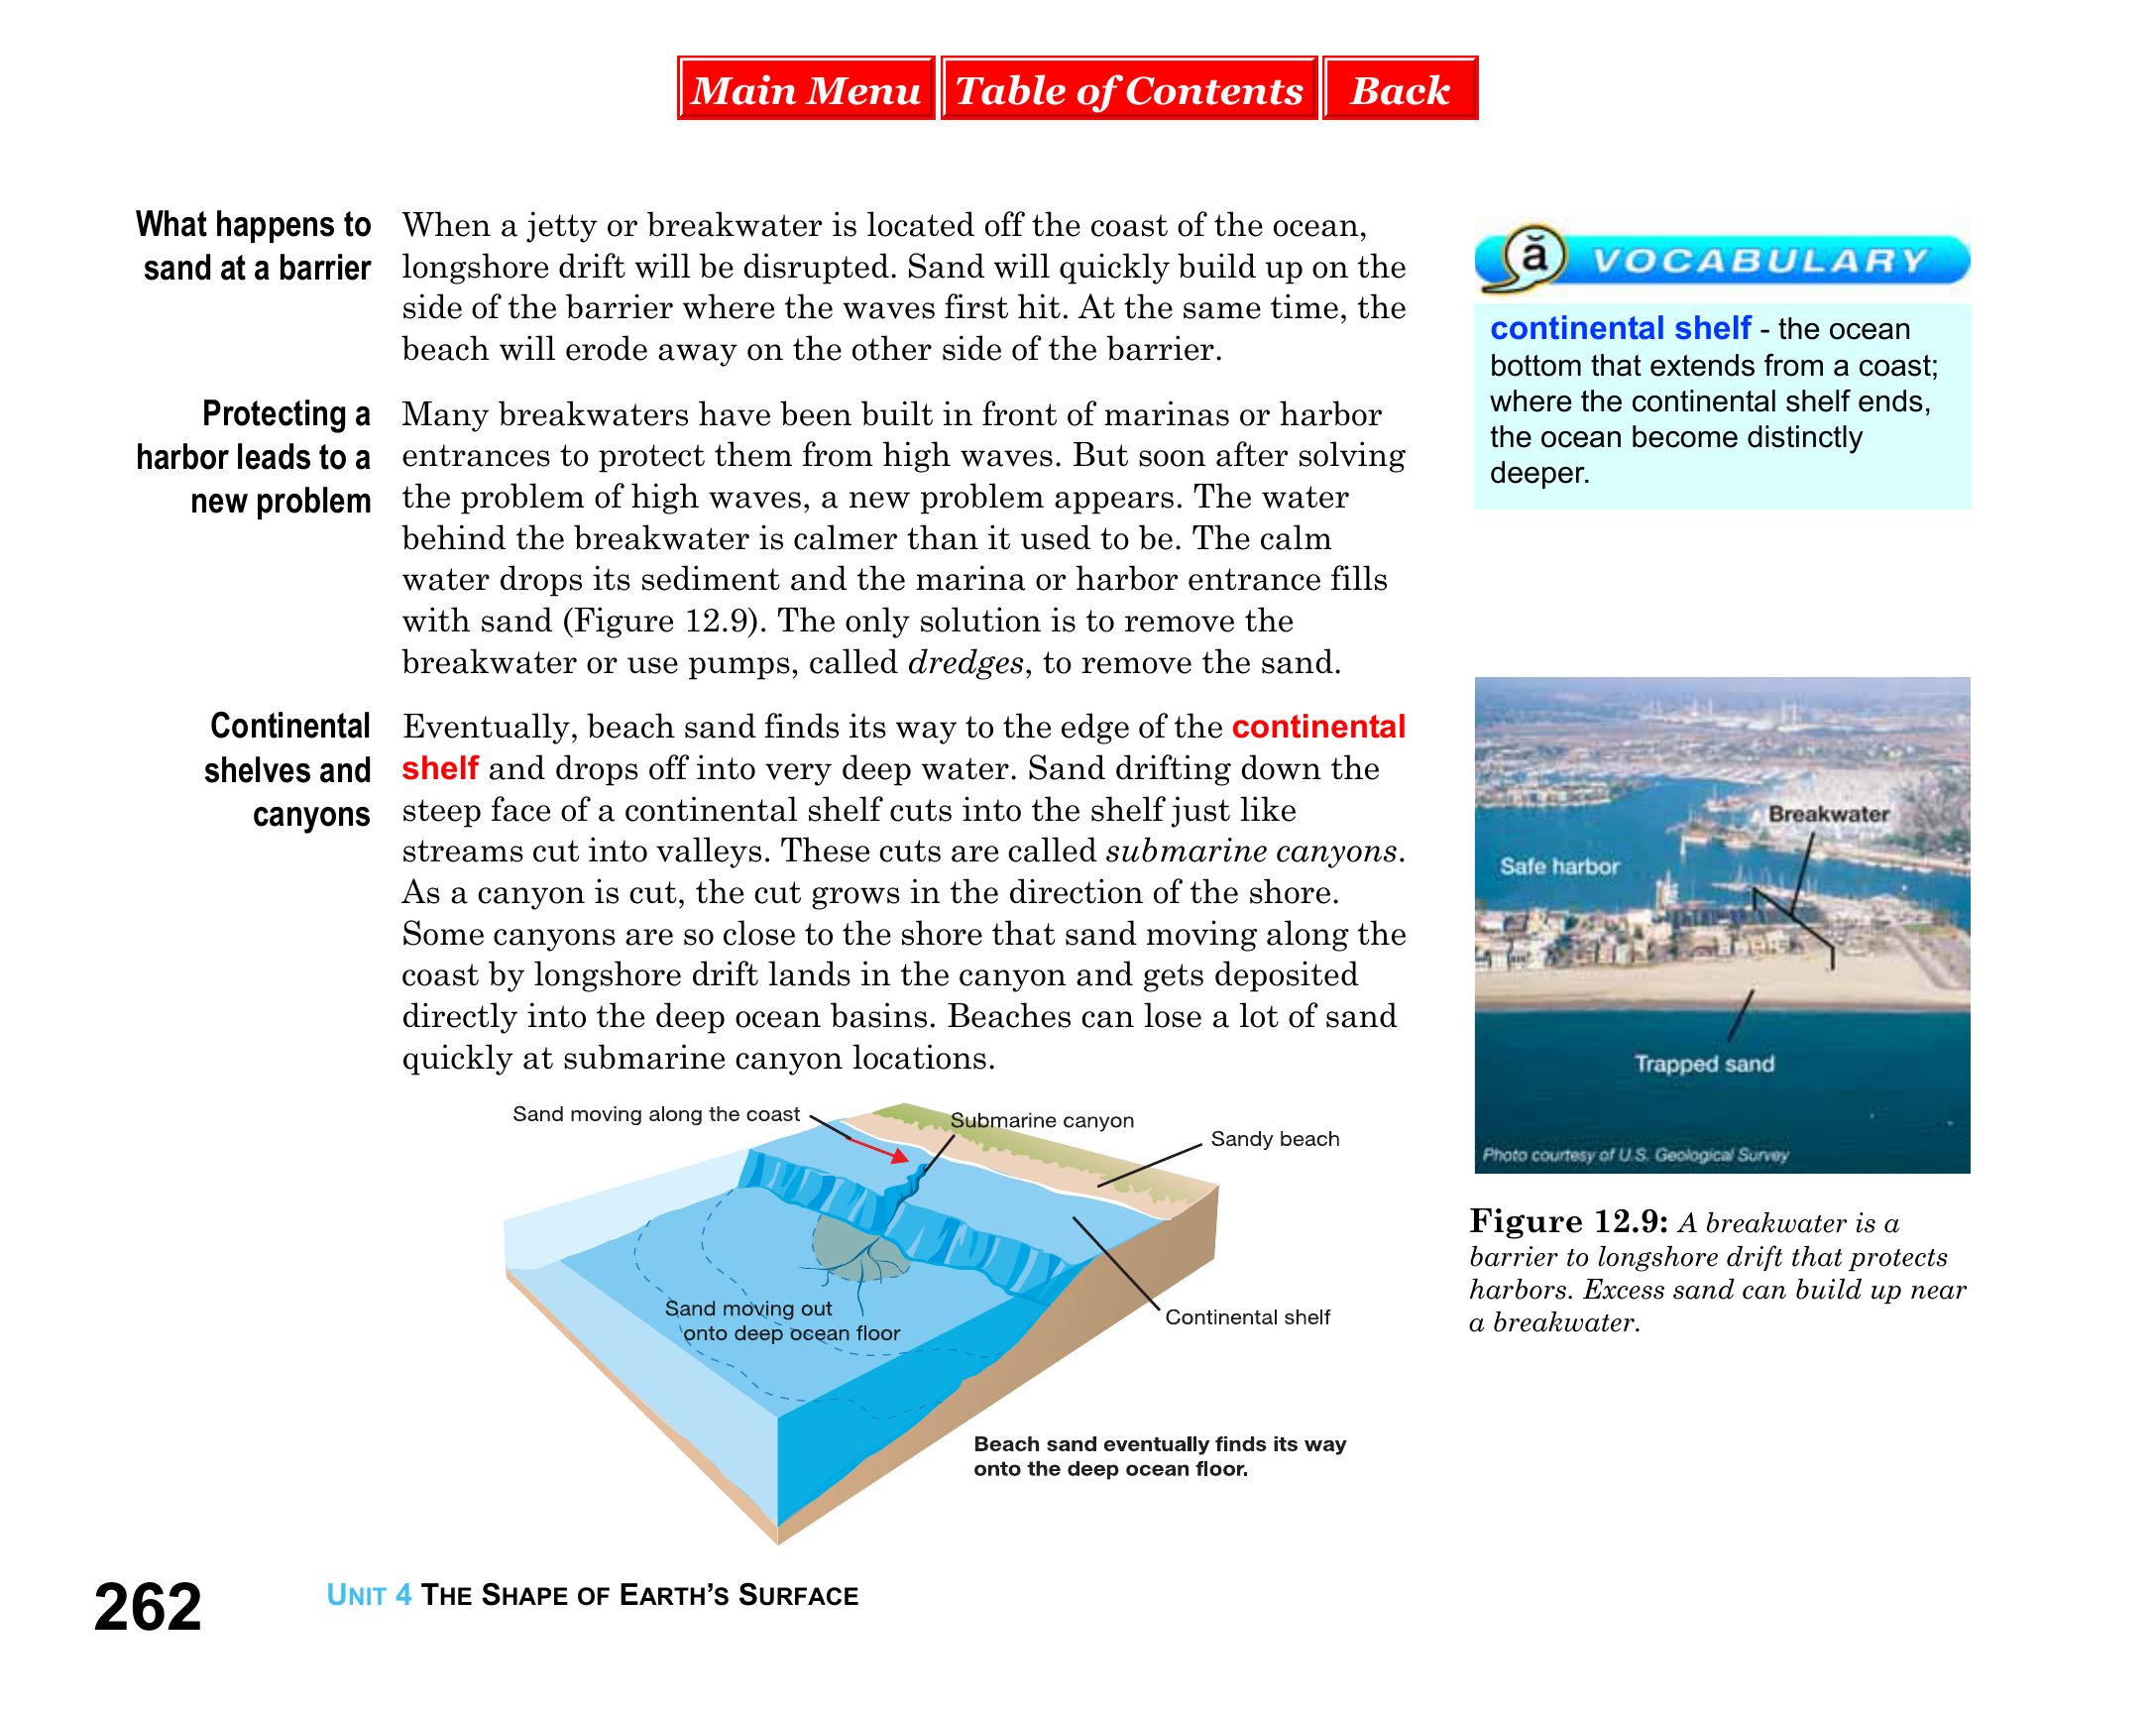 Main Menu
Table of Contents
Back
What happens to
sand at a barrier
When a jetty or breakwater is located off the coast of the ocean,
longshore drift will be disrupted. Sand will quickly build up on the
side of the barrier where the waves first hit. At the same time, the
beach will erode away on the other side of the barrier.
Protecting a
harbor leads to a
new problem
Many breakwaters have been built in front of marinas or harbor
entrances to protect them from high waves. But soon after solving
the problem of high waves, a new problem appears. The water
behind the breakwater is calmer than it used to be. The calm
water drops its sediment and the marina or harbor entrance fills
with sand (Figure 12.9). The only solution is to remove the
breakwater or use pumps, called dredges, to remove the sand.
Continental
shelves and
canyons
Eventually, beach sand finds its way to the edge of the continental
shelf and drops off into very deep water. Sand drifting down the
steep face of a continental shelf cuts into the shelf just like
streams cut into valleys. These cuts are called submarine canyons.
As a canyon is cut, the cut grows in the direction of the shore.
Some canyons are so close to the shore that sand moving along the
coast by longshore drift lands in the canyon and gets deposited
directly into the deep ocean basins. Beaches can lose a lot of sand
quickly at submarine canyon locations.
Sand moving along the coast
Submarine canyon
Sandy beach
Continental shelf
Sand moving out
onto deep ocean floor
Beach sand eventually finds its way
onto the deep ocean floor.
ă VOCABULARY
continental shelf - the ocean
bottom that extends from a coast;
where the continental shelf ends,
the ocean become distinctly
deeper.
Breakwater
Safe harbor
Trapped sand
Photo courtesy of U.S. Geological Survey
Figure 12.9: A breakwater is a
barrier to longshore drift that protects
harbors. Excess sand can build up near
a breakwater.
262
UNIT 4 THE SHAPE OF EARTH'S SURFACE